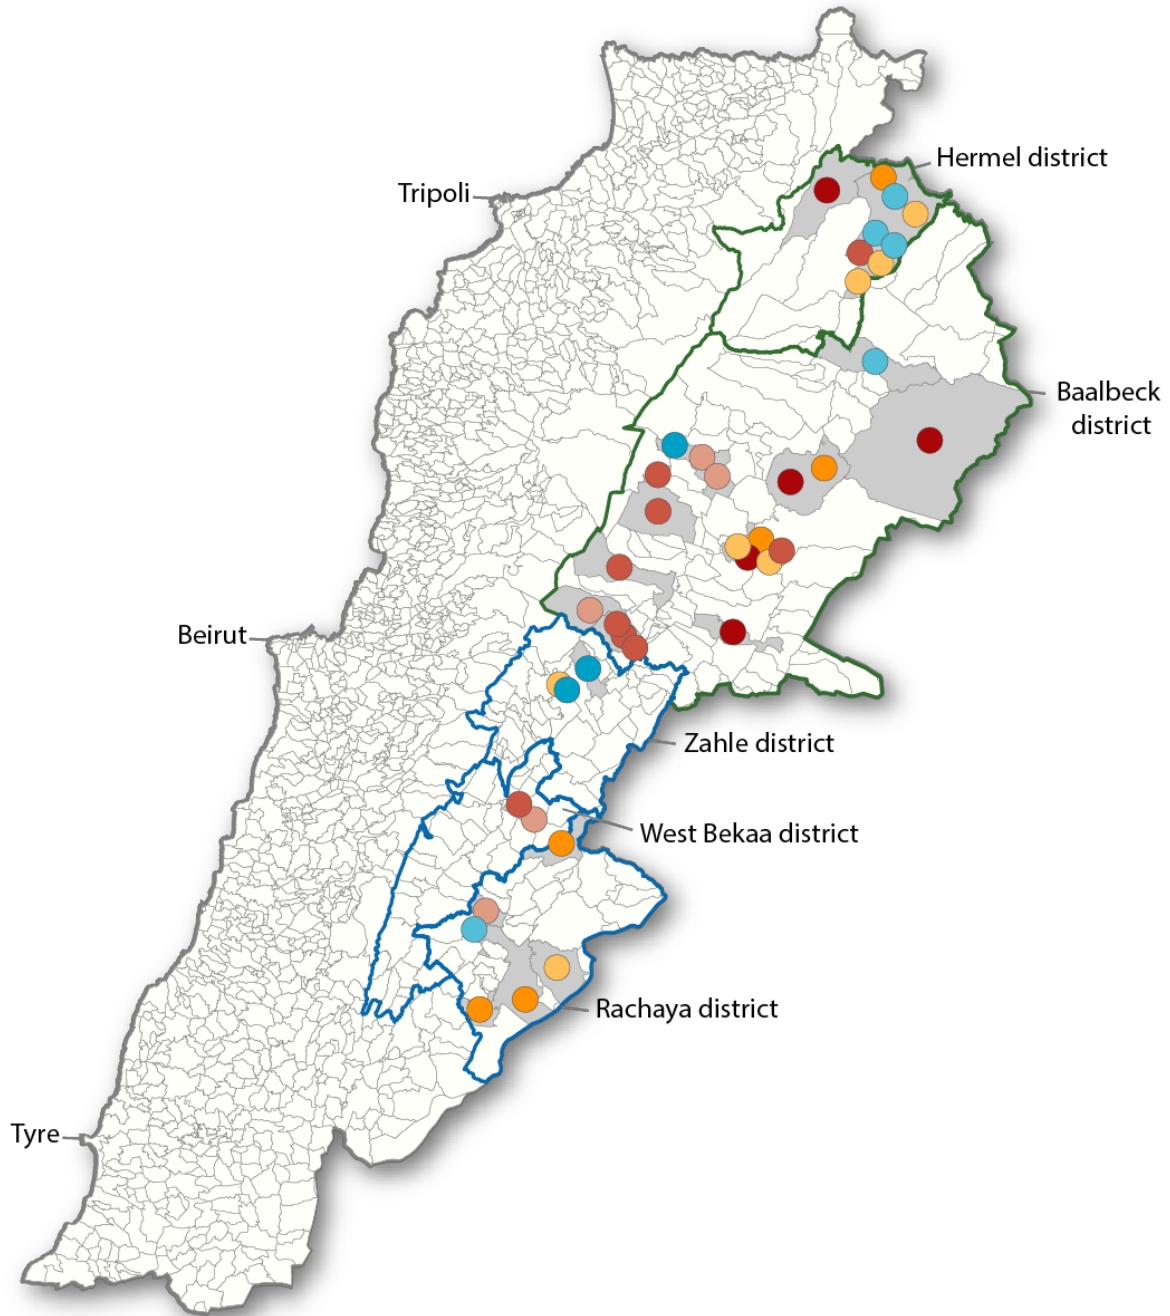 Hermel district
Tripoli
Baalbeck
district
Beirut
Zahle district
West Bekaa district
Rachaya district
Tyre